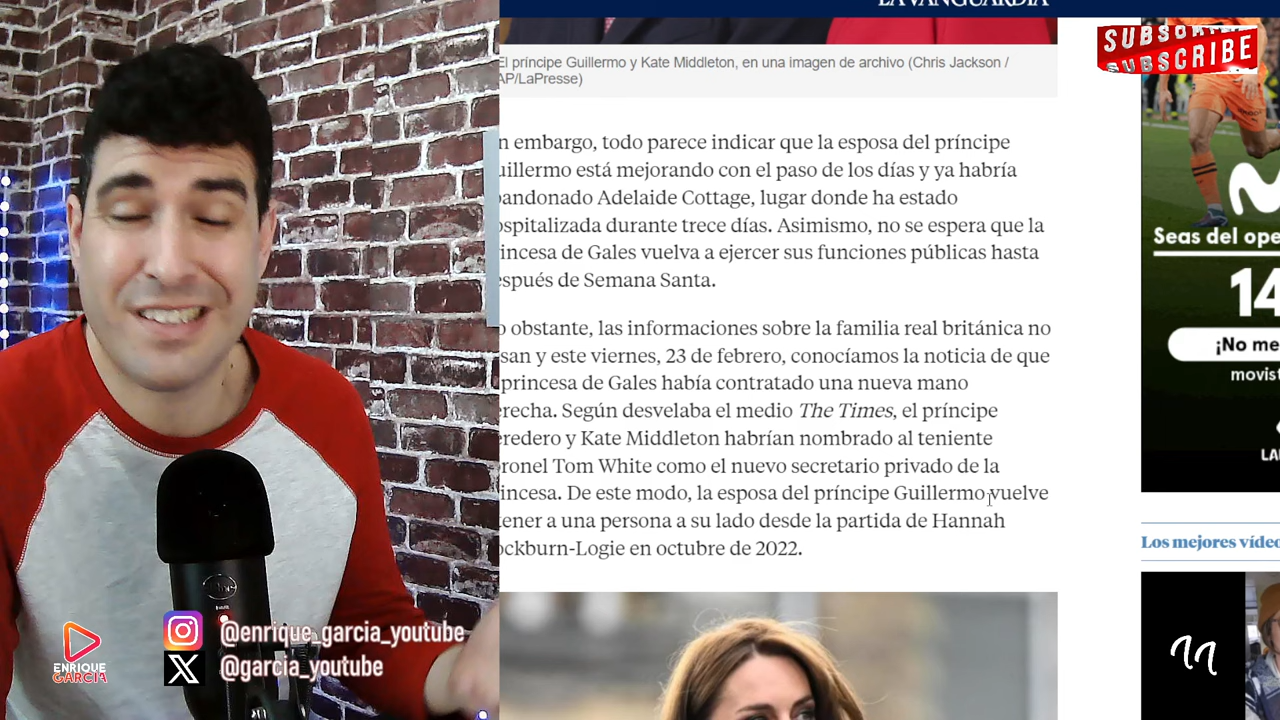 LA VANGUARDIA
SUBSCRIBE
SUBSCRIBE
El príncipe Guillermo y Kate Middleton, en una imagen de archivo (Chris Jackson /
AP/LaPresse)
n embargo, todo parece indicar que la esposa del príncipe
uillermo está mejorando con el paso de los días y ya habría
bandonado Adelaide Cottage, lugar donde ha estado
ospitalizada durante trece días. Asimismo, no se espera que la
incesa de Gales vuelva a ejercer sus funciones públicas hasta
espués de Semana Santa.
o obstante, las informaciones sobre la familia real británica no
san y este viernes, 23 de febrero, conocíamos la noticia de que
princesa de Gales había contratado una nueva mano
erecha. Según desvelaba el medio The Times, el príncipe
eredero y Kate Middleton habrían nombrado al teniente
oronel Tom White como el nuevo secretario privado de la
incesa. De este modo, la esposa del príncipe Guillermo vuelve
tener a una persona a su lado desde la partida de Hannah
ockburn-Logie en octubre de 2022.
Seas del ope
14
¡No me
movist
LA
Los mejores víde
@enrique_garcia_youtube
@garcia_youtube
ENRIQUE
GARCIA